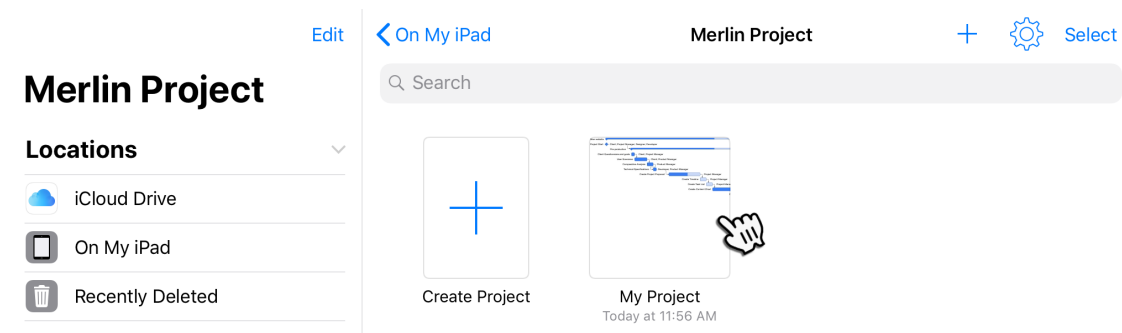 Edit
On My iPad
Merlin Project
Select
Search
Merlin Project
Locations
iCloud Drive
On My iPad
Recently Deleted
Create Project
My Project
Today at 11:56 AM